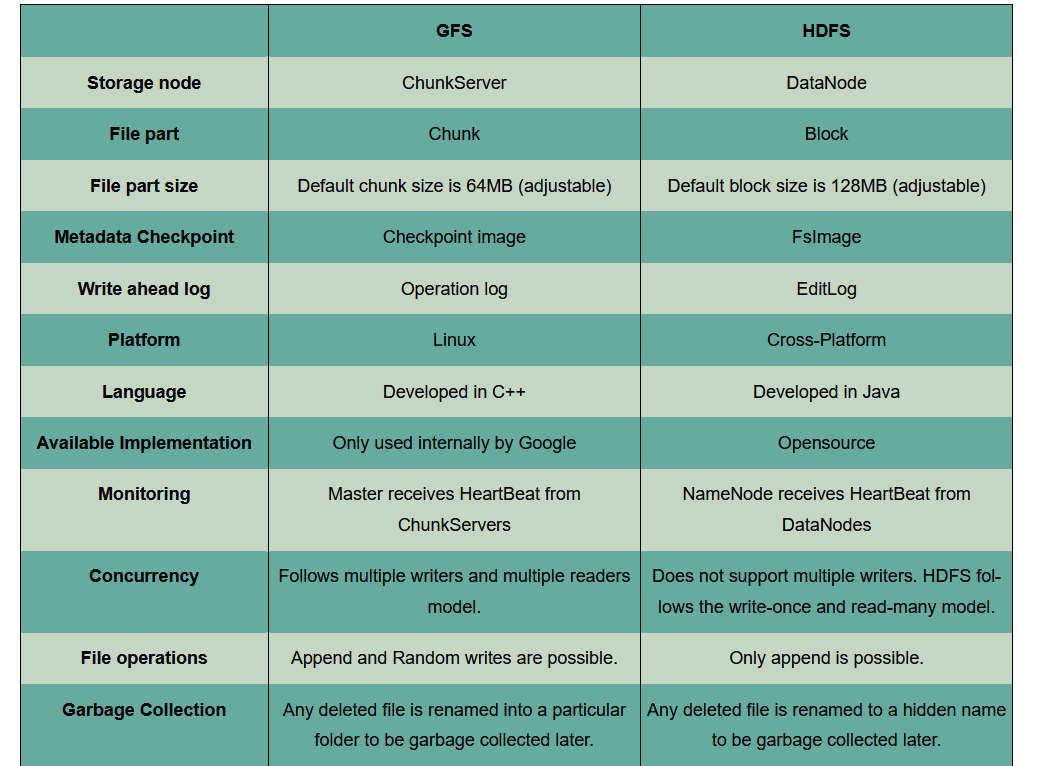 GFS HDFS
Storage node ChunkServer DataNode
File part Chunk Block
File part size Default chunk size is 64MB (adjustable) Default block size is 128MB (adjustable)
Metadata Checkpoint Checkpoint image FsImage
Write ahead log Operation log EditLog
Platform Linux Cross-Platform
Language Developed in C++ Developed in Java
Available Implementation Only used internally by Google Opensource
Monitoring Master receives HeartBeat from NameNode receives HeartBeat from
ChunkServers DataNodes
Concurrency Follows multiple writers and multiple readers Does not support multiple writers. HDFS fol-
model. lows the write-once and read-many model.
File operations Append and Random writes are possible. Only append is possible.
Garbage Collection Any deleted file is renamed into a particular Any deleted file is renamed to a hidden name
folder to be garbage collected later. to be garbage collected later.